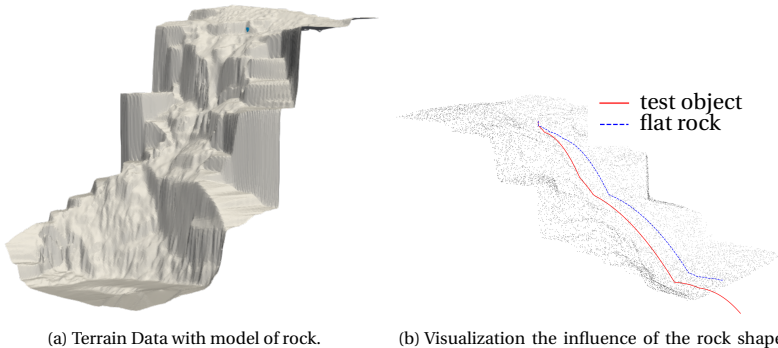 test object
flat rock
(a) Terrain Data with model of rock.
(b) Visualization the influence of the rock shape